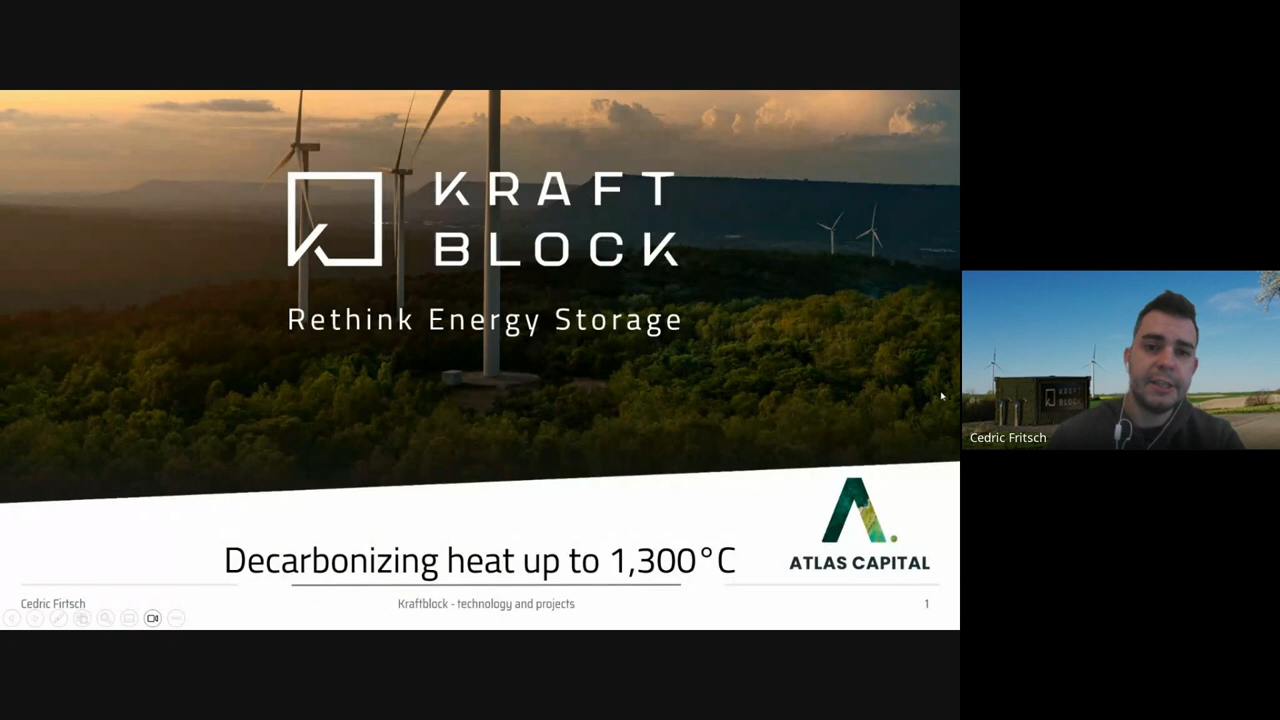 KRAFT
BLOCK
Rethink Energy Storage
Decarbonizing heat up to 1,300°C
ATLAS CAPITAL
Cedric Firtsch
Kraftblock - technology and projects
1
KRAFT
BLOCK
Cedric Fritsch